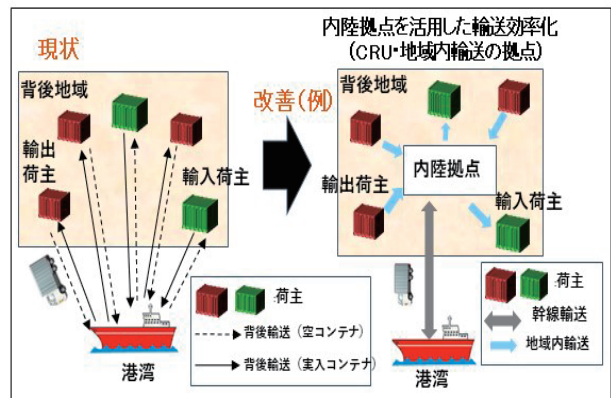 現状
背後地域
輸出
荷主
輸入荷主
港湾
荷主
背後輸送(空コンテナ)
背後輸送(実入コンテナ)
改善(例)
内陸拠点を活用した輸送効率化
(CRU・地域内輸送の拠点)
背後地域
内陸拠点
輸出荷主
輸入荷主
港湾
荷主
幹線輸送
地域内輸送